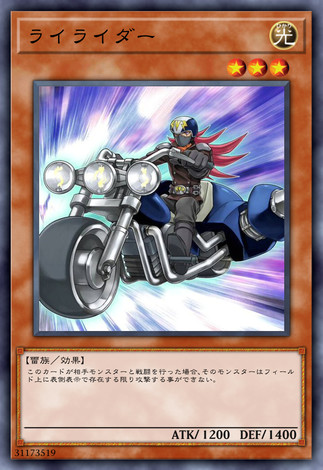 ライライダー
光
【雷族／効果】
このカードが相手モンスターと戦闘を行った場合、そのモンスターはフィール
ド上に表側表示で存在する限り攻撃する事ができない。
ATK/1200 DEF/1400
31173519